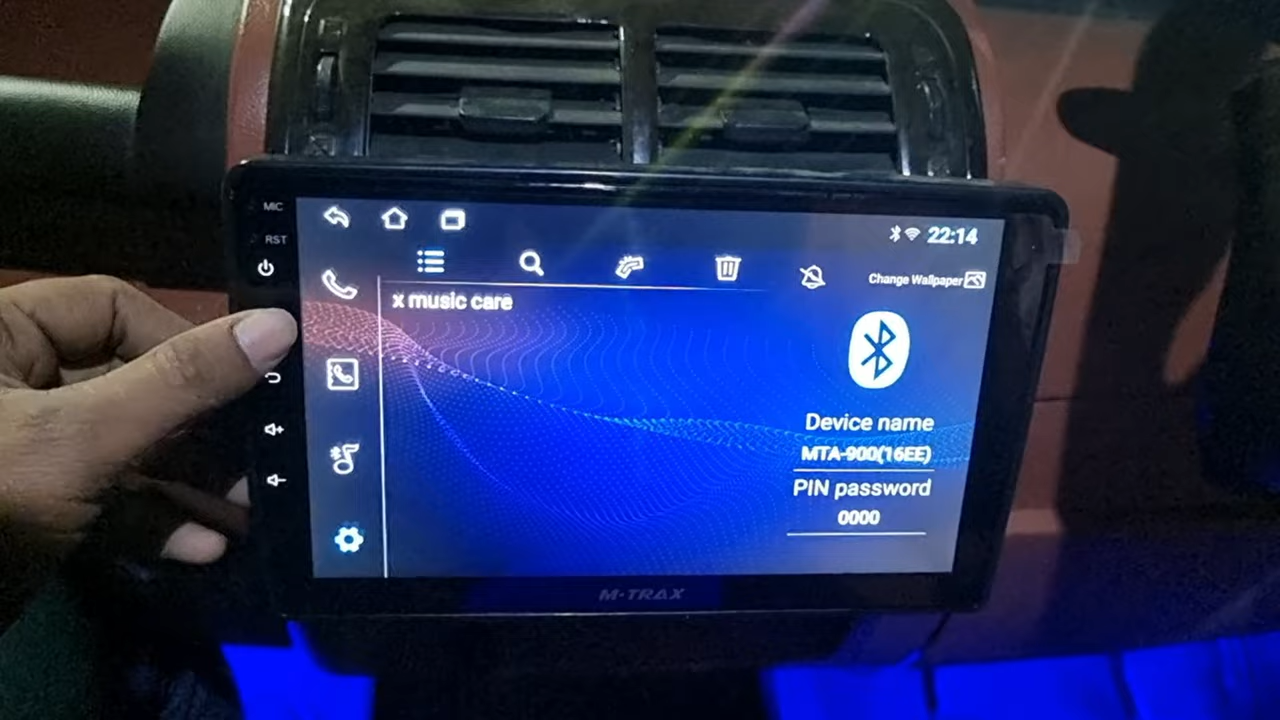 MIC
RST
22:14
Change Wallpaper
x music care
Device name
MTA-900(16EE)
PIN password
0000
M-TRAX